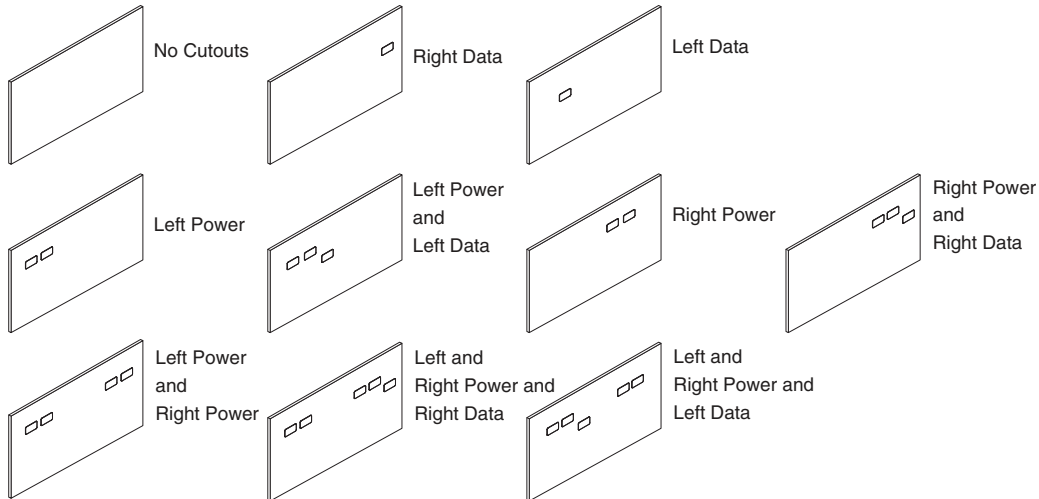 No Cutouts
Right Data
Left Data
Left Power
Left Power
and
Left Data
Right Power
Right Power
and
Right Data
Left Power
and
Right Power
Left and
Right Power and
Right Data
Left and
Right Power and
Left Data